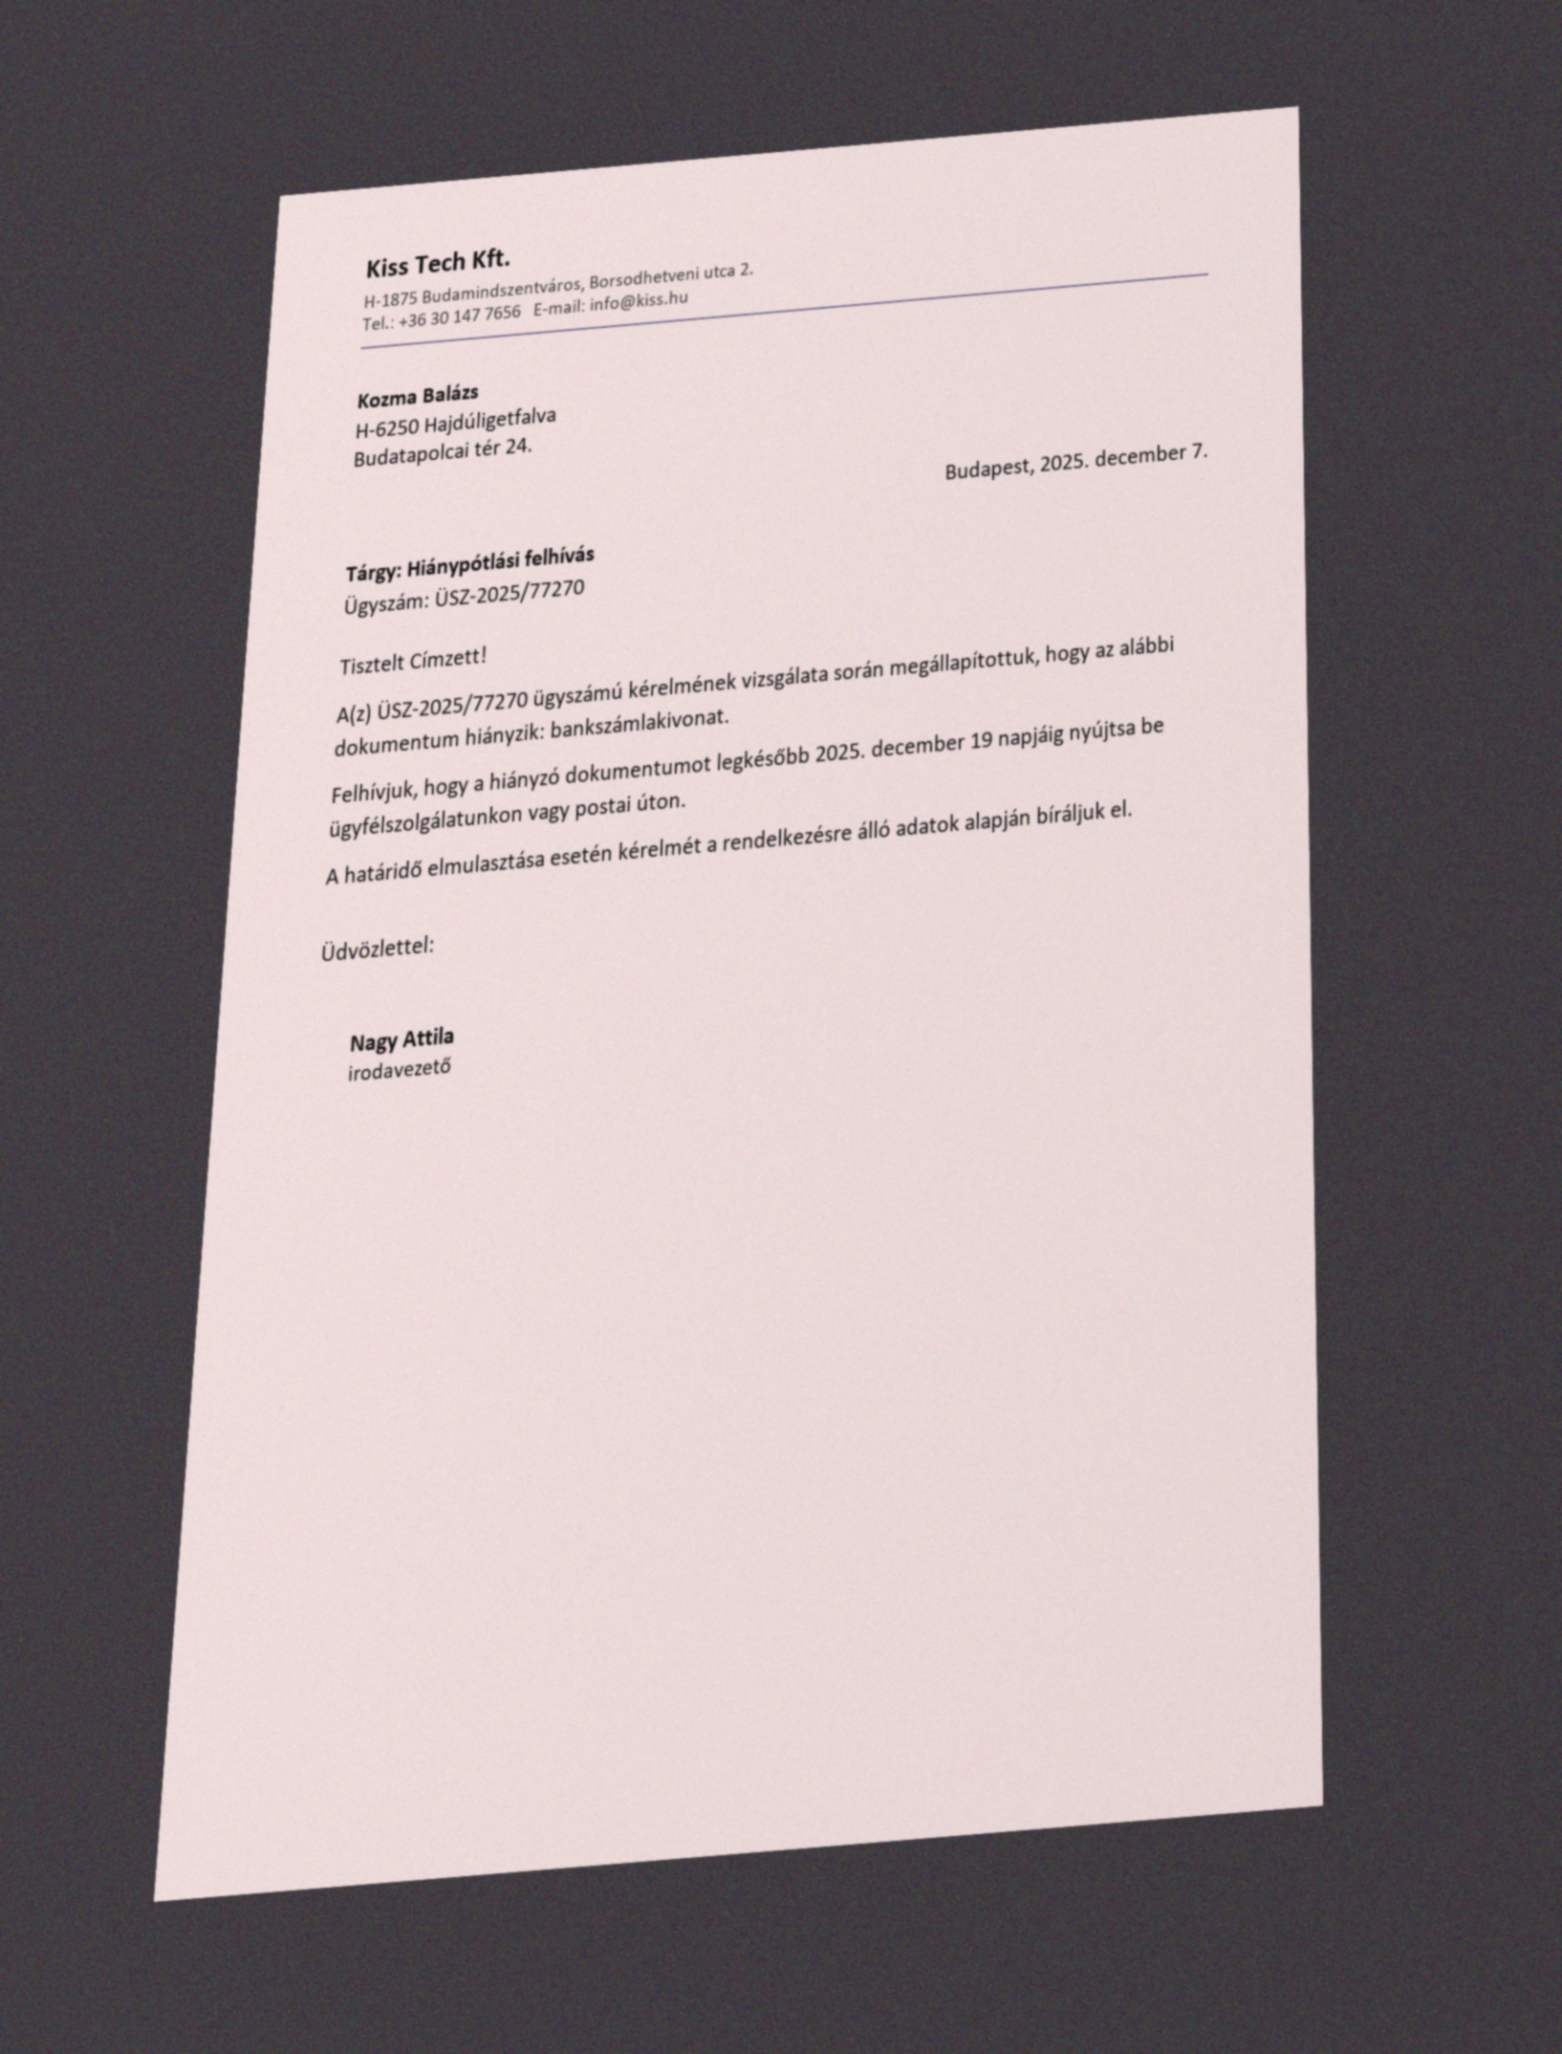 Kiss Tech Kft.
H-1875 Budamindszentváros, Borsodhetveni utca 2.
Tel.: +36 30 147 7656 E-mail: info@kiss.hu
Kozma Balázs
H-6250 Hajdúligetfalva
Budatapolcai tér 24.
Budapest, 2025. december 7.
Tárgy: Hiánypótlási felhívás
Ügyszám: ÜSZ-2025/77270
Tisztelt Címzett!
A(z) ÜSZ-2025/77270 ügyszámú kérelmének vizsgálata során megállapítottuk, hogy az alábbi
dokumentum hiányzik: bankszámlakivonat.
Felhívjuk, hogy a hiányzó dokumentumot legkésőbb 2025. december 19 napjáig nyújtsa be
ügyfélszolgálatunkon vagy postai úton.
A határidő elmulasztása esetén kérelmét a rendelkezésre álló adatok alapján bíráljuk el.
Üdvözlettel:
Nagy Attila
irodavezető